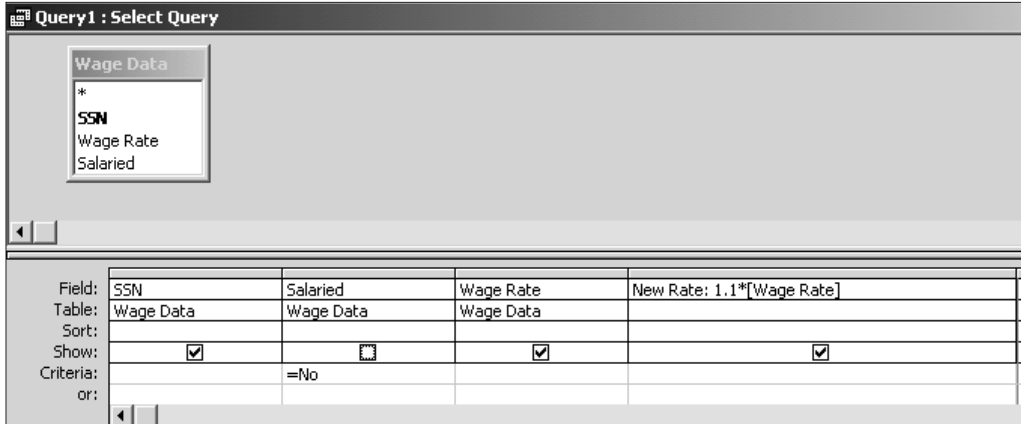 Query1 : Select Query
Wage Data
*
SSN
Wage Rate
Salaried
Field: SSN Salaried Wage Rate New Rate: 1.1*[Wage Rate]
Table: Wage Data Wage Data Wage Data
Sort:
Show:
Criteria: =No
or: